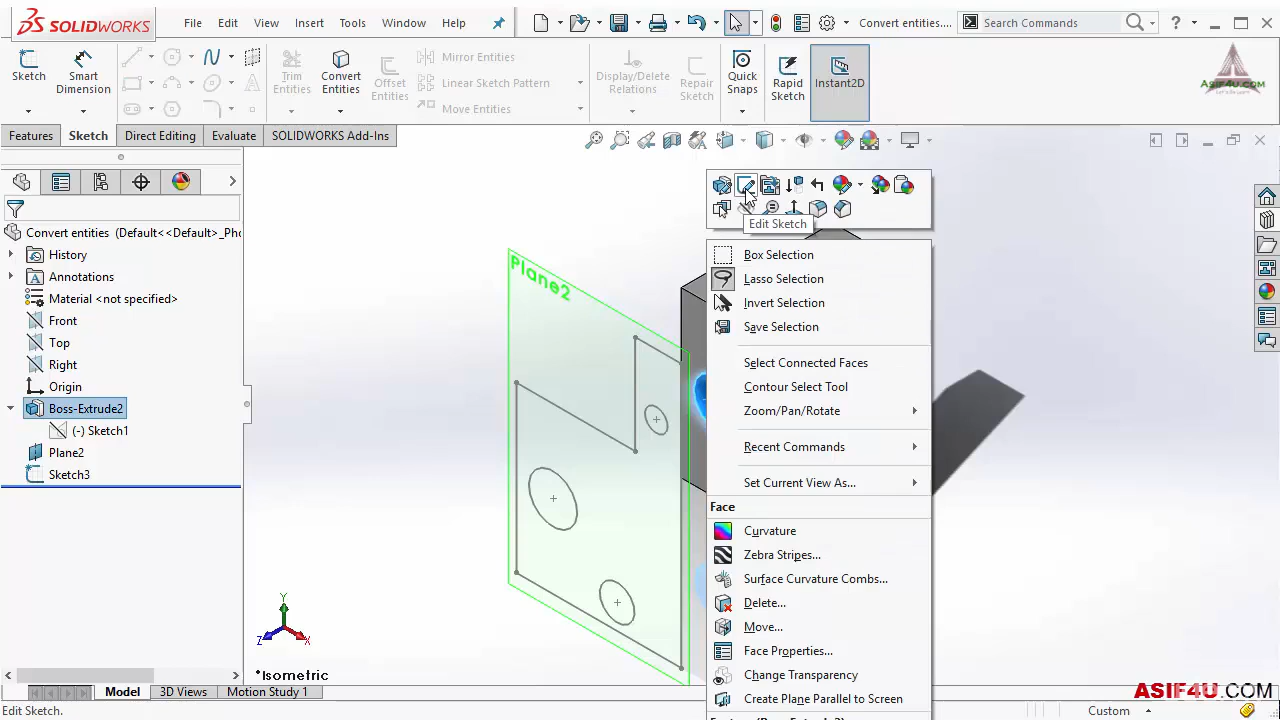 SOLIDWORKS
File Edit View Insert Tools Window Help
Convert entities....
Search Commands
Sketch
Smart Dimension
Trim Entities
Convert Entities
Offset Entities
Mirror Entities
Linear Sketch Pattern
Move Entities
Display/Delete Relations
Repair Sketch
Quick Snaps
Rapid Sketch
Instant2D
ASIF4U.COM
Features Sketch Direct Editing Evaluate SOLIDWORKS Add-Ins
Convert entities (Default<<Default>_Pho
History
Annotations
Material <not specified>
Front
Top
Right
Origin
Boss-Extrude2
(-) Sketch1
Plane2
Sketch3
Plane2
Edit Sketch
Box Selection
Lasso Selection
Invert Selection
Save Selection
Select Connected Faces
Contour Select Tool
Zoom/Pan/Rotate
Recent Commands
Set Current View As...
Face
Curvature
Zebra Stripes...
Surface Curvature Combs...
Delete...
Move...
Face Properties...
Change Transparency
Create Plane Parallel to Screen
Y
Z X
*Isometric
Model 3D Views Motion Study 1
ASIF4U.COM
Edit Sketch.
Custom